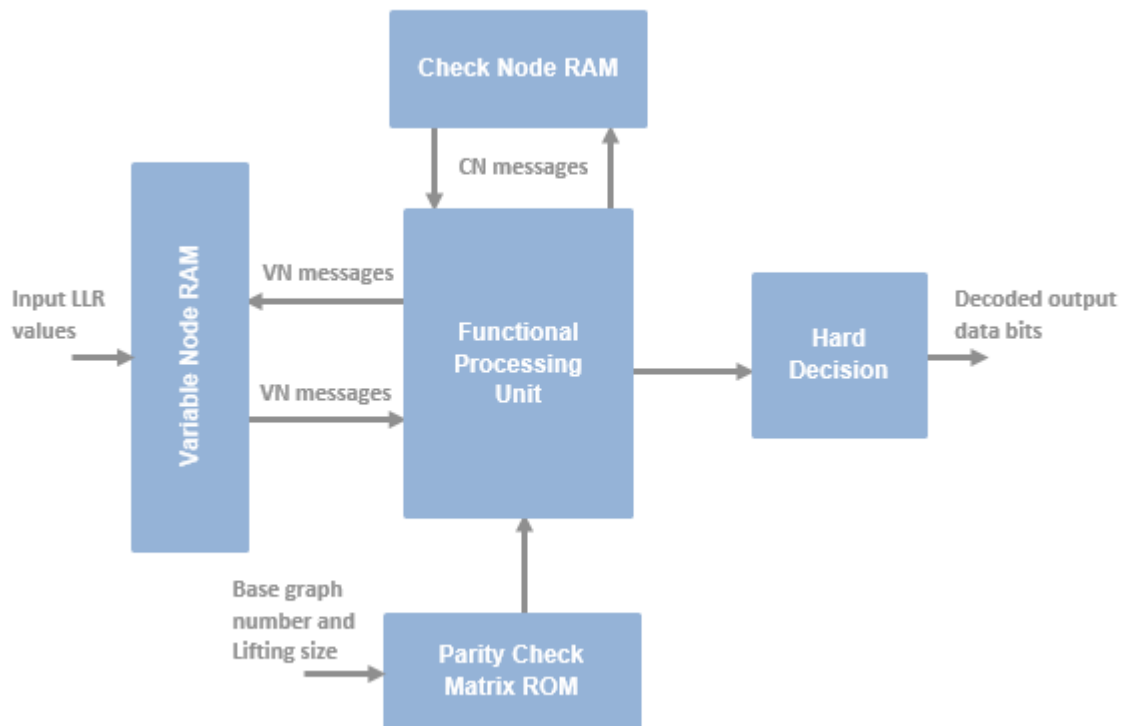 Check Node RAM
CN messages
Variable Node RAM
VN messages
Input LLR
values
VN messages
Functional
Processing
Unit
Hard
Decision
Decoded output
data bits
Base graph
number and
Lifting size
Parity Check
Matrix ROM